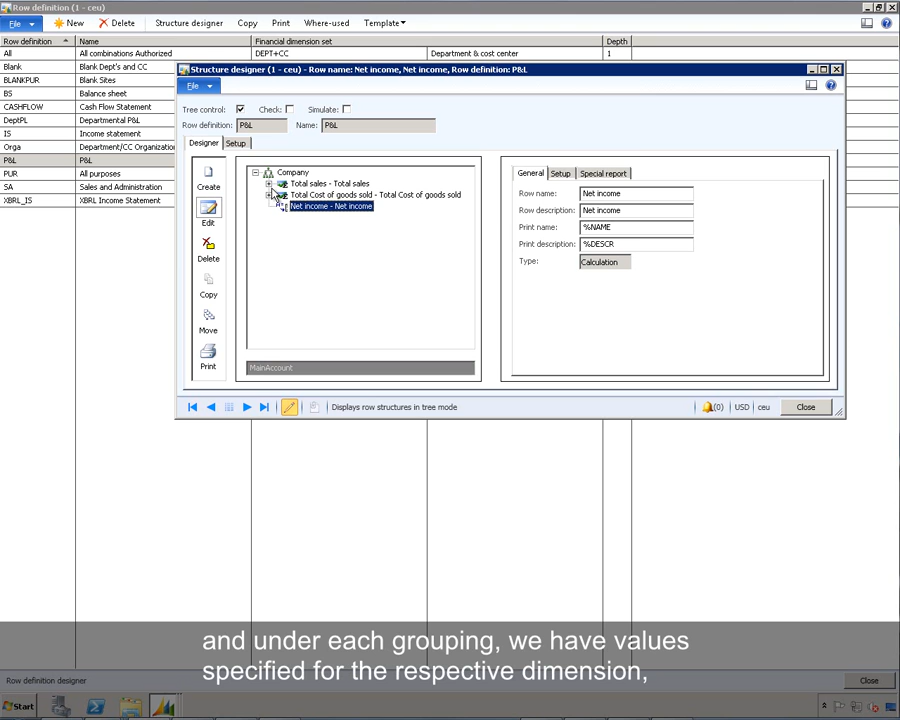 Row definition (1 - ceu)
File New Delete Structure designer Copy Print Where-used Template
Row definition Name Financial dimension set Depth
All All combinations Authorized DEPT+CC Department & cost center 1
Blank Blank Dept's and CC
BLANKPUR Blank Sites
BS Balance sheet
CASHFLOW Cash Flow Statement
DeptPL Departmental P&L
IS Income statement
Orga Department/CC Organizatio
P&L P&L
PUR All purposes
SA Sales and Administration
XBRL_IS XBRL Income Statement
Structure designer (1 - ceu) - Row name: Net income, Net income, Row definition: P&L
File
Tree control: Check: Simulate:
Row definition: P&L Name: P&L
Designer Setup
Create
Edit
Delete
Copy
Move
Print
Company
Total sales - Total sales
Total Cost of goods sold - Total Cost of goods sold
Net income - Net income
MainAccount
General Setup Special report
Row name: Net income
Row description: Net income
Print name: %NAME
Print description: %DESCR
Type: Calculation
Displays row structures in tree mode (0) USD ceu Close
and under each grouping, we have values
specified for the respective dimension,
Row definition designer Close
Start